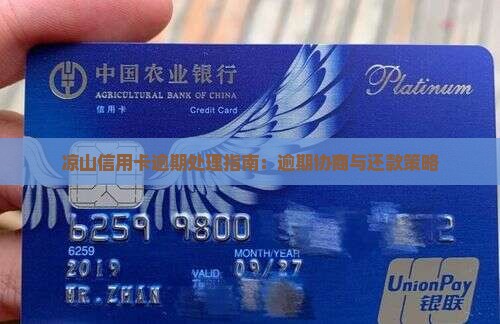 中国农业银行
AGRICULTURAL BANK OF CHINA
信用卡 Credit Card
Platinum
凉山信用卡逾期处理指南：逾期协商与还款策略
6259 9800 2
6259
MONTH/YEAR
2019 VALID 09/27
MR.ZHAN
UnionPay
银联